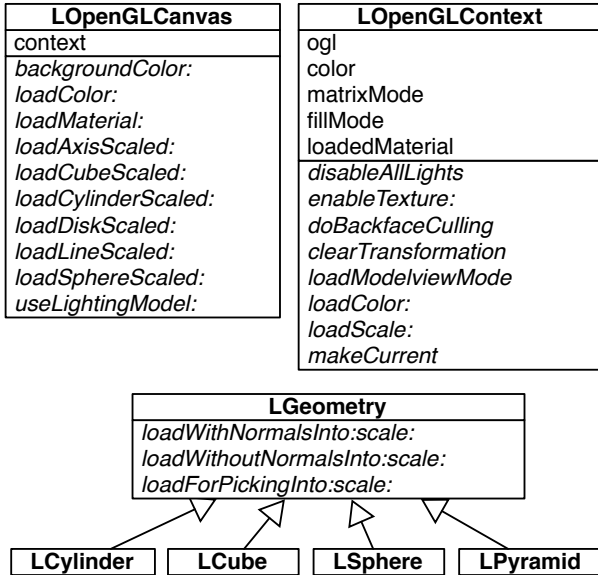 LOpenGLCanvas
context
backgroundColor:
loadColor:
loadMaterial:
loadAxisScaled:
loadCubeScaled:
loadCylinderScaled:
loadDiskScaled:
loadLineScaled:
loadSphereScaled:
useLightingModel:
LOpenGLContext
ogl
color
matrixMode
fillMode
loadedMaterial
disableAllLights
enableTexture:
doBackfaceCulling
clearTransformation
loadModelviewMode
loadColor:
loadScale:
makeCurrent
LGeometry
loadWithNormalsInto:scale:
loadWithoutNormalsInto:scale:
loadForPickingInto:scale:
LCylinder
LCube
LSphere
LPyramid